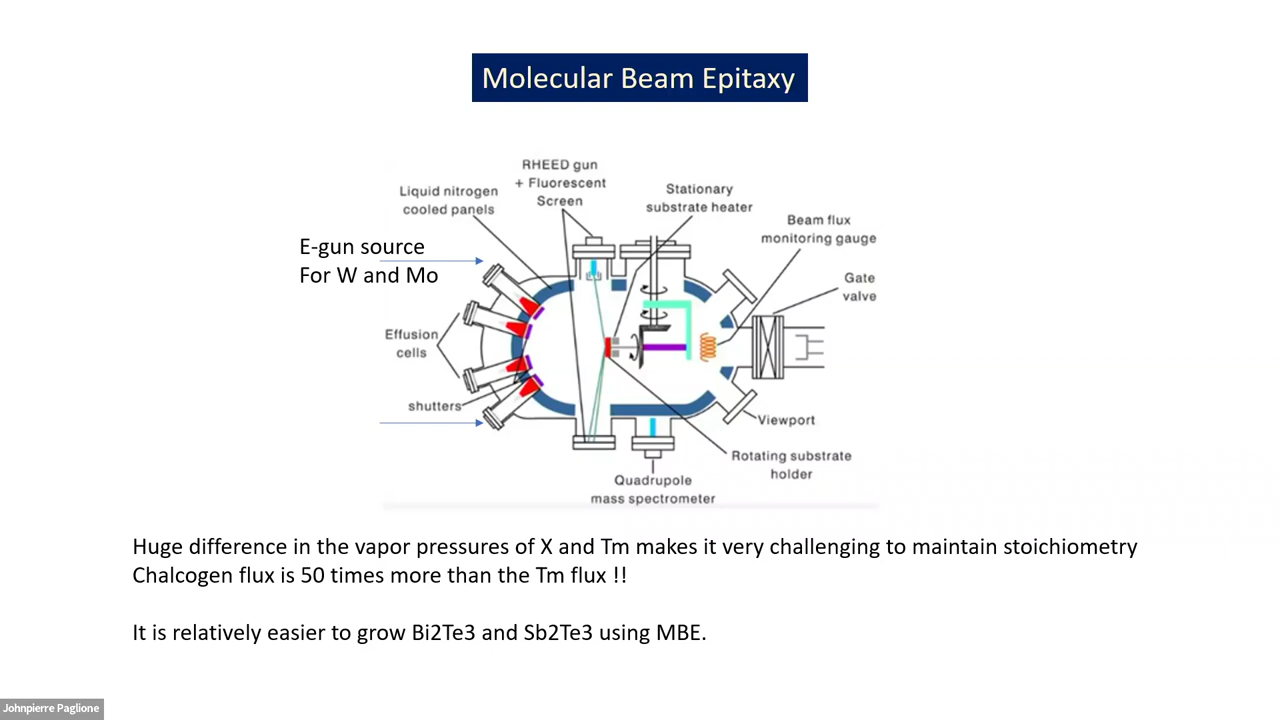 Molecular Beam Epitaxy
RHEED gun
+ Fluorescent
Screen
Liquid nitrogen
cooled panels
Stationary
substrate heater
Beam flux
monitoring gauge
E-gun source
For W and Mo
Gate
valve
Effusion
cells
shutters
Viewport
Rotating substrate
holder
Quadrupole
mass spectrometer
Huge difference in the vapor pressures of X and Tm makes it very challenging to maintain stoichiometry
Chalcogen flux is 50 times more than the Tm flux !!
It is relatively easier to grow Bi2Te3 and Sb2Te3 using MBE.
Johnpierre Paglione